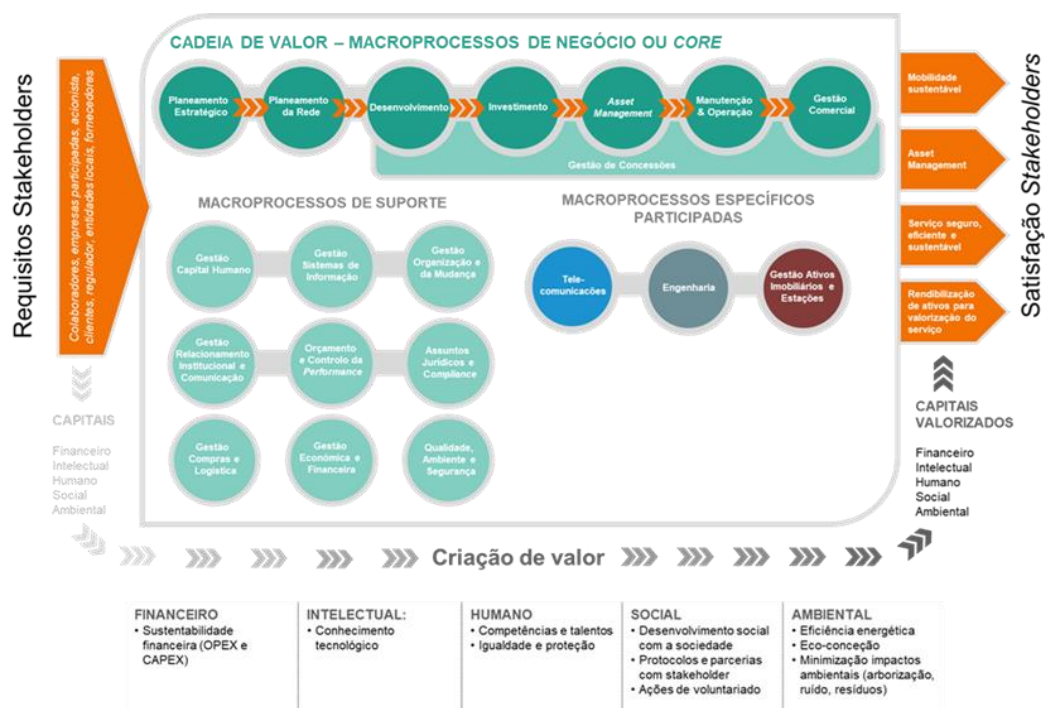 Requisitos Stakeholders
Colaboradores, empresas participadas, acionista,
clientes, regulador, entidades locais, fornecedores
CADEIA DE VALOR – MACROPROCESSOS DE NEGÓCIO OU CORE
Planeamento
Estratégico
Planeamento
da Rede
Desenvolvimento
Investimento
Asset
Management
Manutenção
& Operação
Gestão
Comercial
Gestão de Concessões
MACROPROCESSOS DE SUPORTE
Gestão
Capital Humano
Gestão
Sistemas de
Informação
Gestão
Organização e
da Mudança
Gestão
Relacionamento
Institucional e
Comunicação
Orçamento
e Controlo da
Performance
Assuntos
Jurídicos e
Compliance
Gestão
Compras e
Logística
Gestão
Económica e
Financeira
Qualidade,
Ambiente e
Segurança
MACROPROCESSOS ESPECÍFICOS
PARTICIPADAS
Tele-
comunicacões
Engenharia
Gestão Ativos
Imobiliários e
Estações
Mobilidade
sustentável
Asset
Management
Serviço seguro,
eficiente e
sustentável
Rendibilização
de ativos para
valorização do
serviço
Satisfação Stakeholders
CAPITAIS
Financeiro
Intelectual
Humano
Social
Ambiental
CAPITAIS
VALORIZADOS
Financeiro
Intelectual
Humano
Social
Ambiental
Criação de valor
FINANCEIRO
• Sustentabilidade
financeira (OPEX e
CAPEX)
INTELECTUAL:
• Conhecimento
tecnológico
HUMANO
• Competências e talentos
• Igualdade e proteção
SOCIAL
• Desenvolvimento social
com a sociedade
• Protocolos e parcerias
com stakeholder
• Ações de voluntariado
AMBIENTAL
• Eficiência energética
• Eco-conceção
• Minimização impactos
ambientais (arborização,
ruído, resíduos)